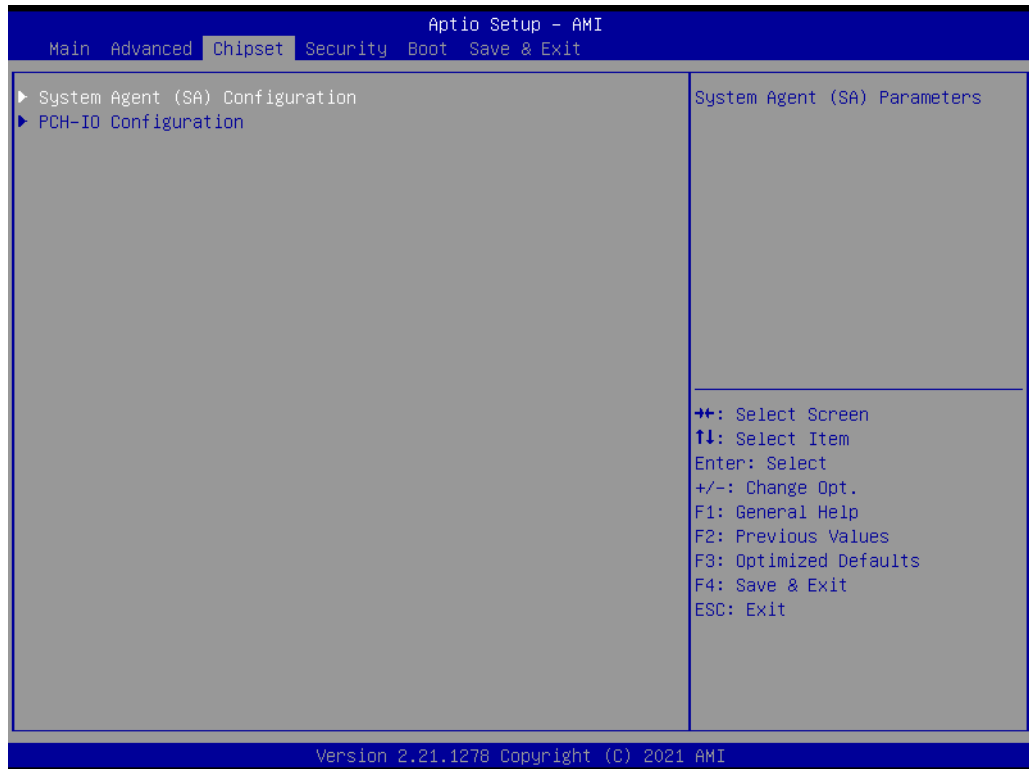 Aptio Setup – AMI
Main Advanced Chipset Security Boot Save & Exit
▶ System Agent (SA) Configuration
▶ PCH-IO Configuration
System Agent (SA) Parameters
→←: Select Screen
↑↓: Select Item
Enter: Select
+/-: Change Opt.
F1: General Help
F2: Previous Values
F3: Optimized Defaults
F4: Save & Exit
ESC: Exit
Version 2.21.1278 Copyright (C) 2021 AMI